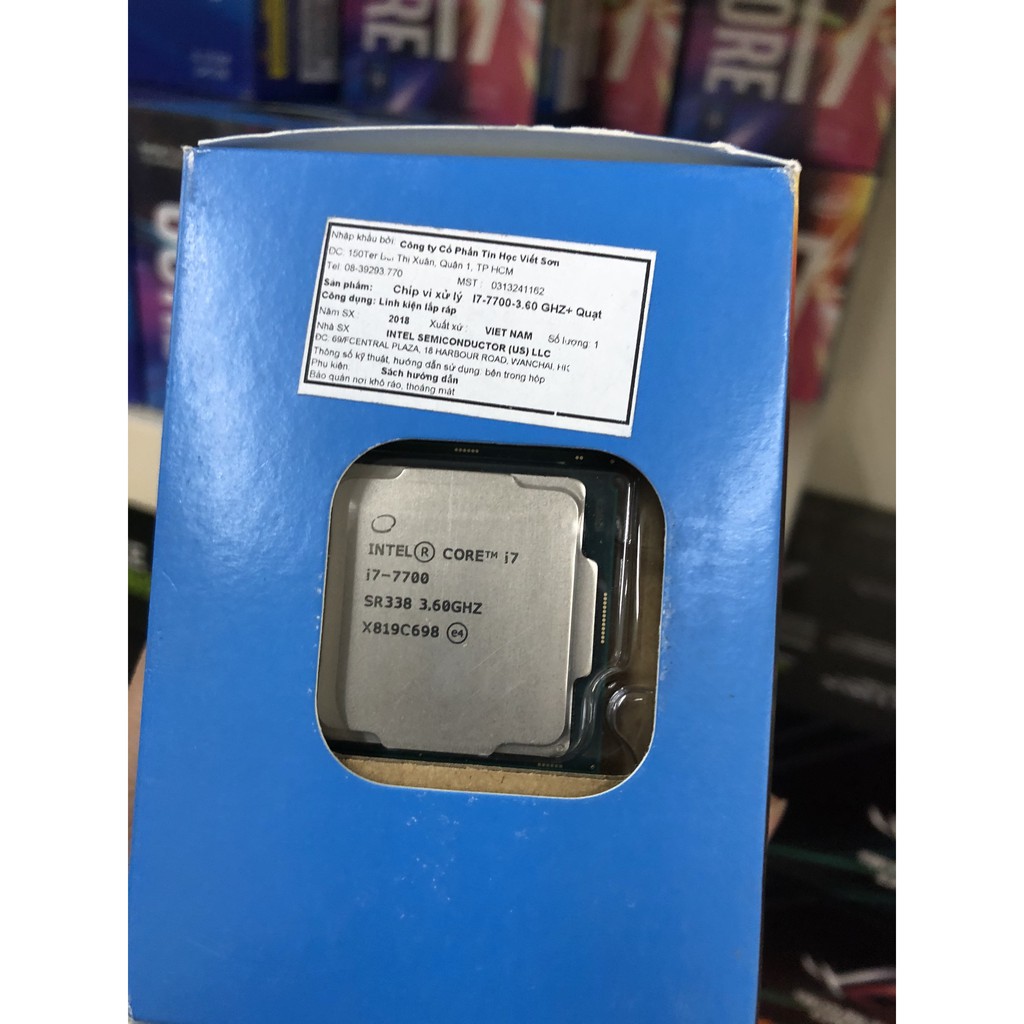 CORE
CORE
Nhập khẩu bởi: Công ty Cổ Phần Tin Học Viết Sơn
ĐC: 150Ter Thị Xuân, Quận 1, TP HCM
Tel: 08-39293 770 MST : 0313241162
Sản phẩm: Chip vi xử lý I7-7700-3.60 GHZ+ Quạt
Công dụng: Linh kiện lắp ráp
Năm SX : 2018 Xuất xứ : VIET NAM Số lượng: 1
Nhà SX INTEL SEMICONDUCTOR (US) LLC
ĐC: 69/FCENTRAL PLAZA, 18 HARBOUR ROAD, WANCHAI, HK
Thông số kỹ thuật, hướng dẫn sử dụng: bên trong hộp
Phụ kiện: Sách hướng dẫn
Bảo quản nơi khô ráo, thoáng mát
INTEL® CORE™ i7
i7-7700
SR338 3.60GHZ
X819C698 e4